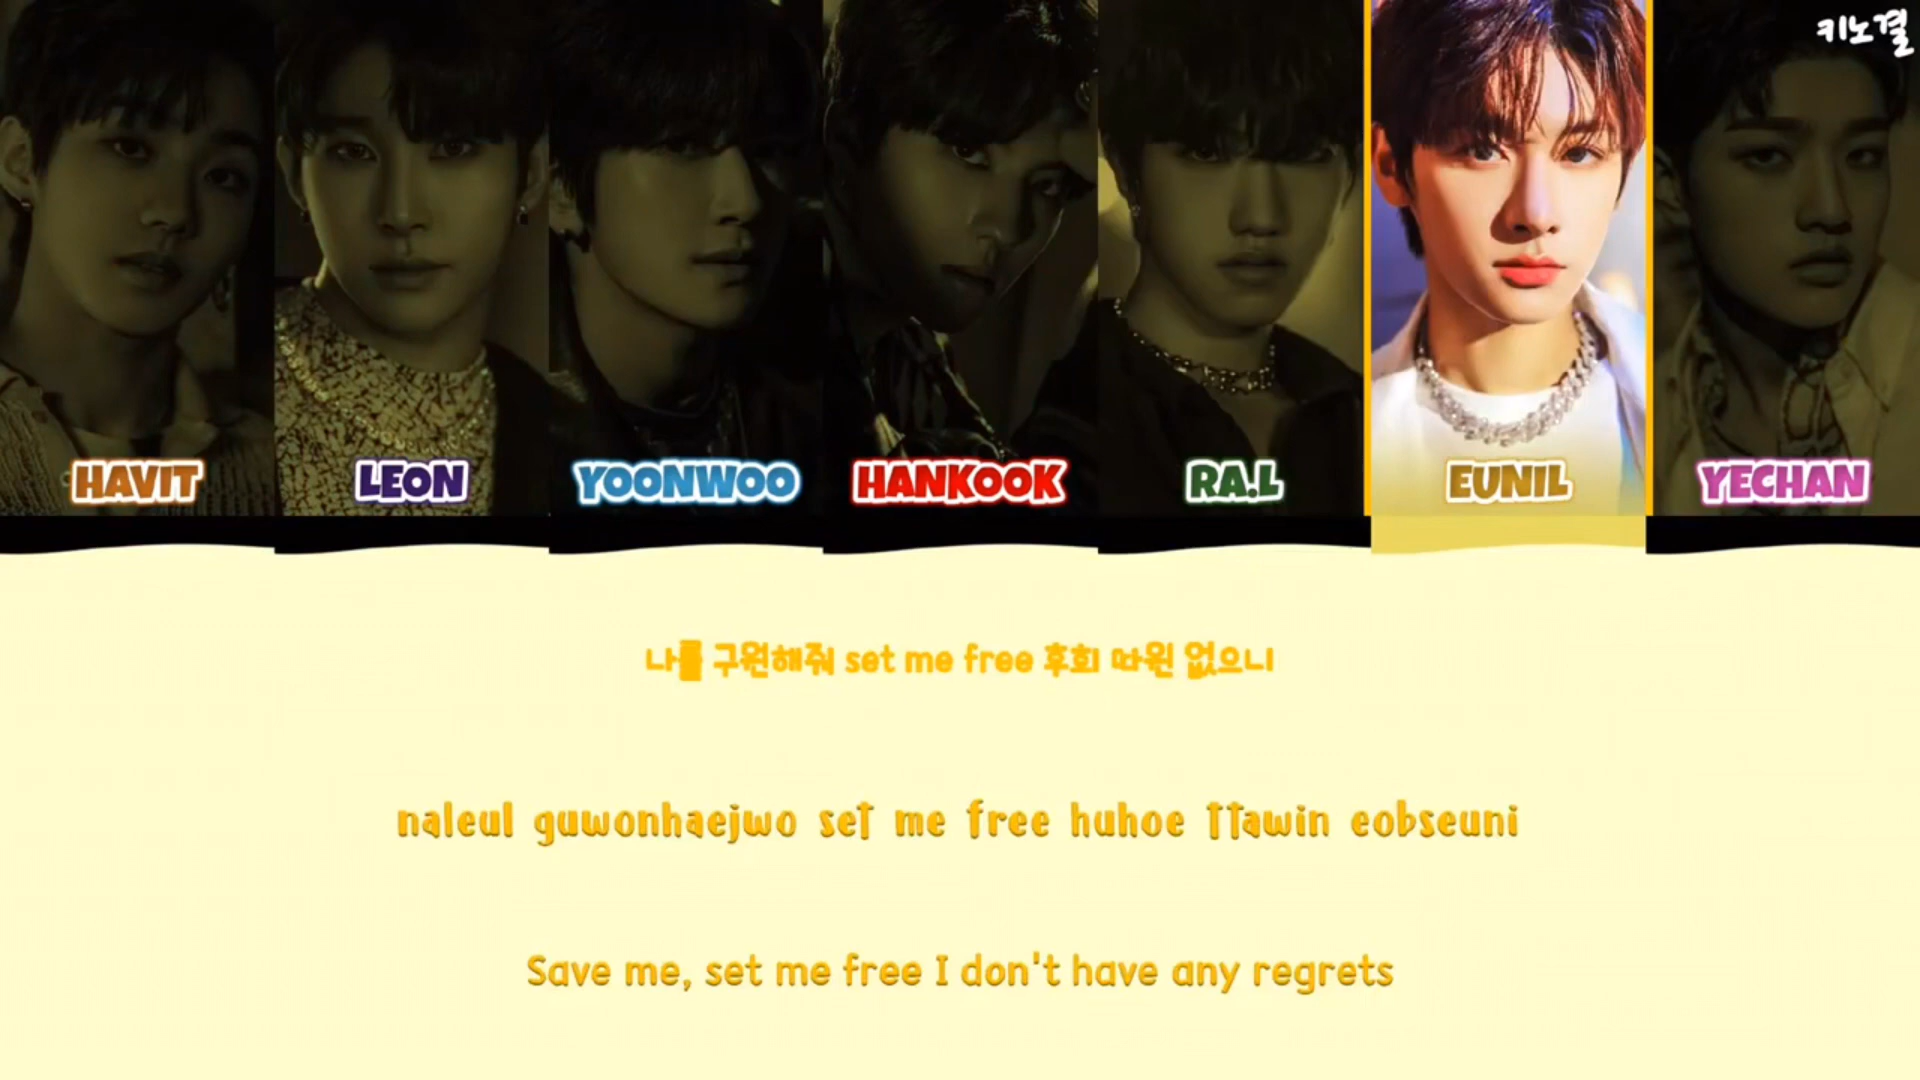 키노결
HAVIT
LEON
YOONWOO
HANKOOK
RA.L
EUNIL
YECHAN
나를 구원해줘 set me free 후회 따윈 없으니
naleul guwonhaejwo set me free huhoe ttawin eobseuni
Save me, set me free I don't have any regrets